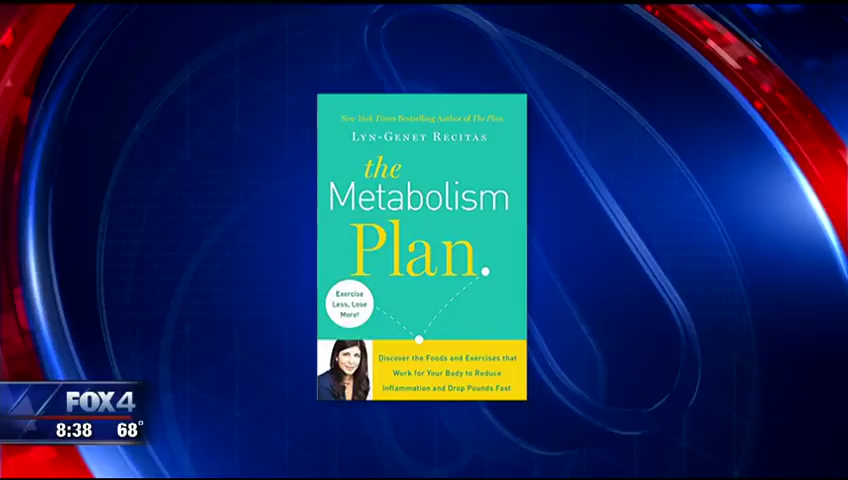 New York Times Bestselling Author of The Plan
LYN-GENET RECITAS
the
Metabolism
Plan.
Exercise
Less, Lose
More!
Discover the Foods and Exercises that
Work for Your Body to Reduce
Inflammation and Drop Pounds Fast
FOX4
8:38 68°